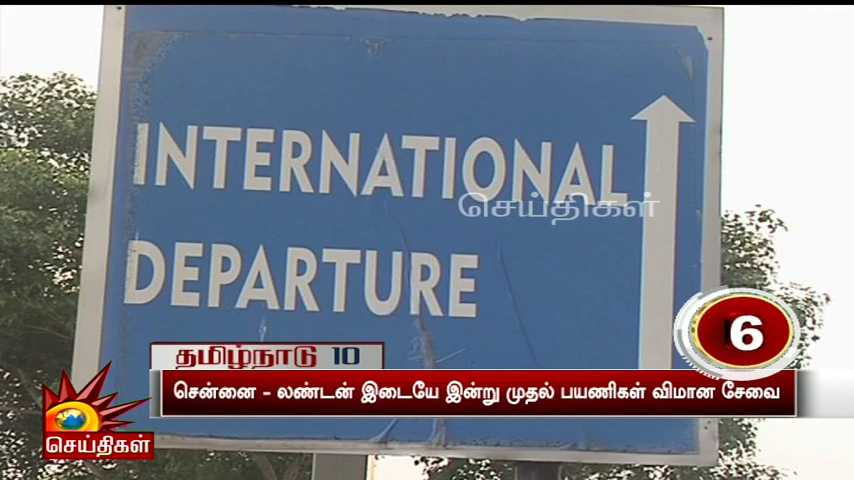 INTERNATIONAL
செய்திகள்
DEPARTURE
6
தமிழ்நாடு 10
சென்னை - லண்டன் இடையே இன்று முதல் பயணிகள் விமான சேவை
செய்திகள்